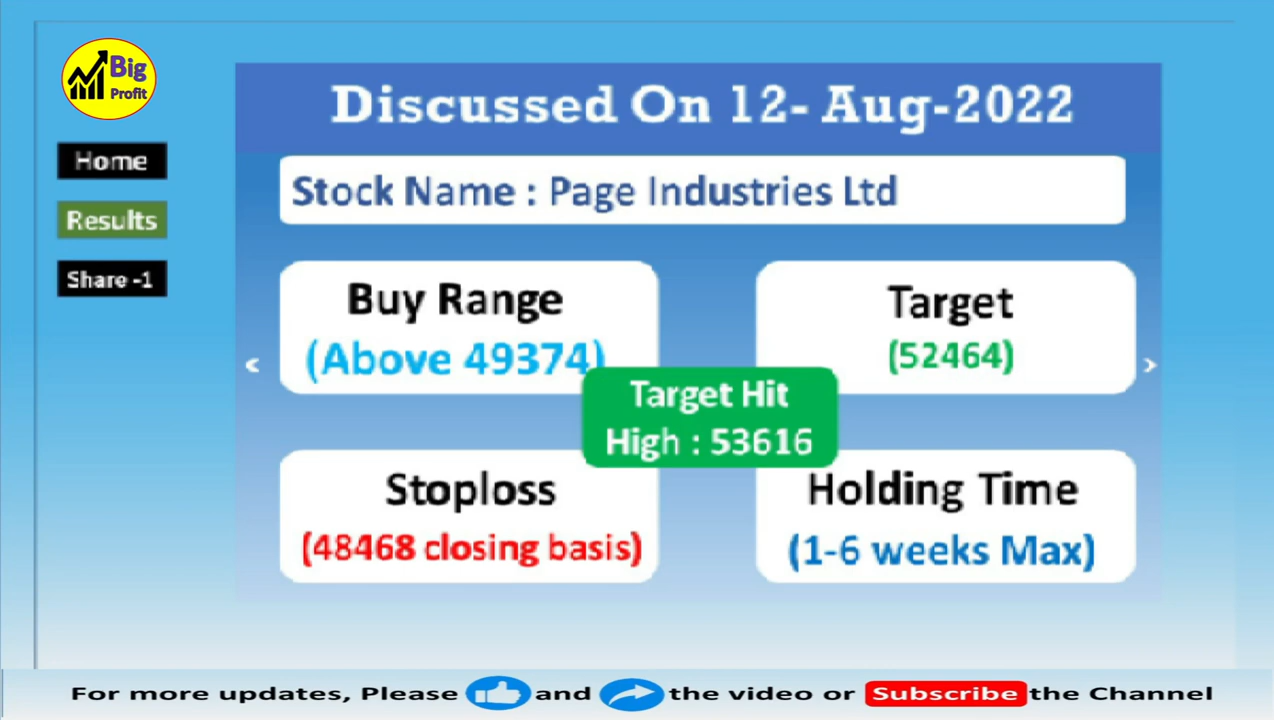 Big
Profit
Home
Results
Share -1
Discussed On 12- Aug-2022
Stock Name : Page Industries Ltd
Buy Range
(Above 49374)
Target
(52464)
Target Hit
High : 53616
Stoploss
(48468 closing basis)
Holding Time
(1-6 weeks Max)
For more updates, Please and the video or Subscribe the Channel